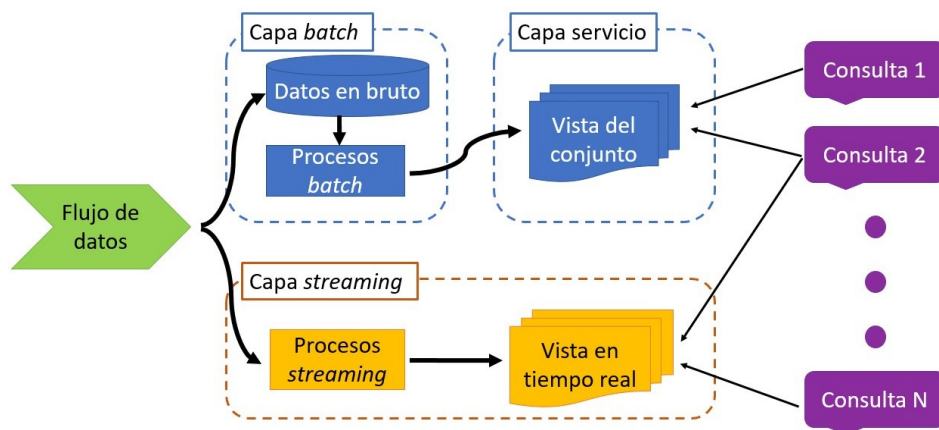 Capa batch
Capa servicio
Datos en bruto
Procesos
batch
Vista del
conjunto
Consulta 1
Consulta 2
Flujo de
datos
Capa streaming
Procesos
streaming
Vista en
tiempo real
Consulta N